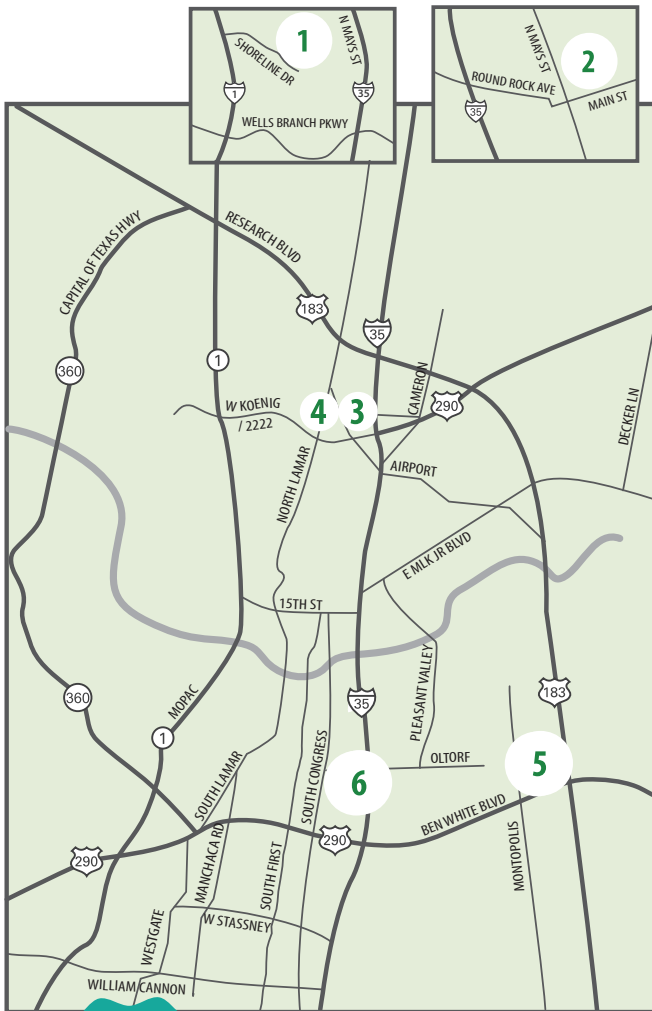 1
SHORELINE DR
N MAYS ST
1
35
WELLS BRANCH PKWY
N MAYS ST
2
ROUND ROCK AVE
MAIN ST
35
CAPITAL OF TEXAS HWY
RESEARCH BLVD
183
35
1
360
CAMERON
W KOENIG
/ 2222
4
3
290
DECKER LN
AIRPORT
NORTH LAMAR
E MLK JR BLVD
15TH ST
PLEASANT VALLEY
360
MOPAC
35
183
1
SOUTH LAMAR
SOUTH CONGRESS
OLTORF
6
5
MANCHACA RD
BEN WHITE BLVD
290
290
SOUTH FIRST
MONTOPOLIS
WESTGATE
W STASSNEY
WILLIAM CANNON